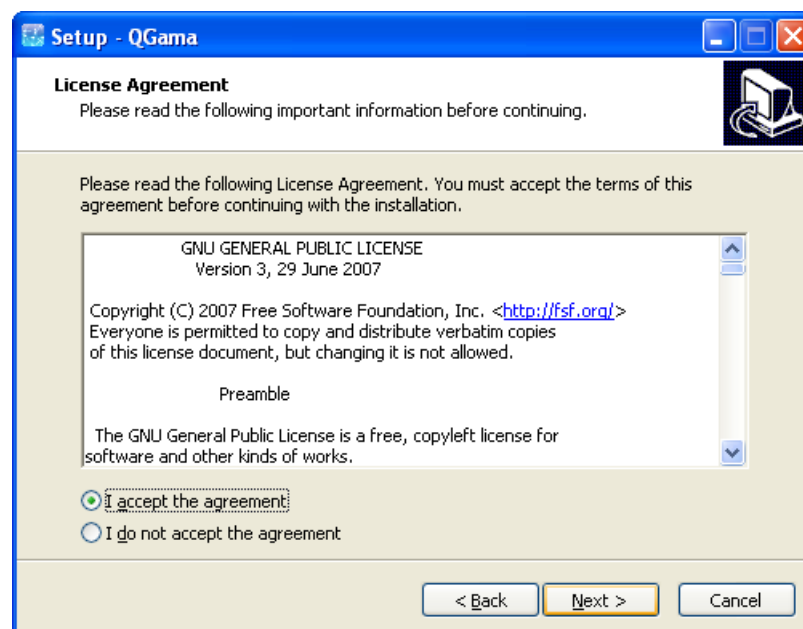 Setup - QGama
License Agreement
Please read the following important information before continuing.
Please read the following License Agreement. You must accept the terms of this
agreement before continuing with the installation.
GNU GENERAL PUBLIC LICENSE
Version 3, 29 June 2007
Copyright (C) 2007 Free Software Foundation, Inc. <http://fsf.org/>
Everyone is permitted to copy and distribute verbatim copies
of this license document, but changing it is not allowed.
Preamble
The GNU General Public License is a free, copyleft license for
software and other kinds of works.
I accept the agreement
I do not accept the agreement
< Back Next > Cancel